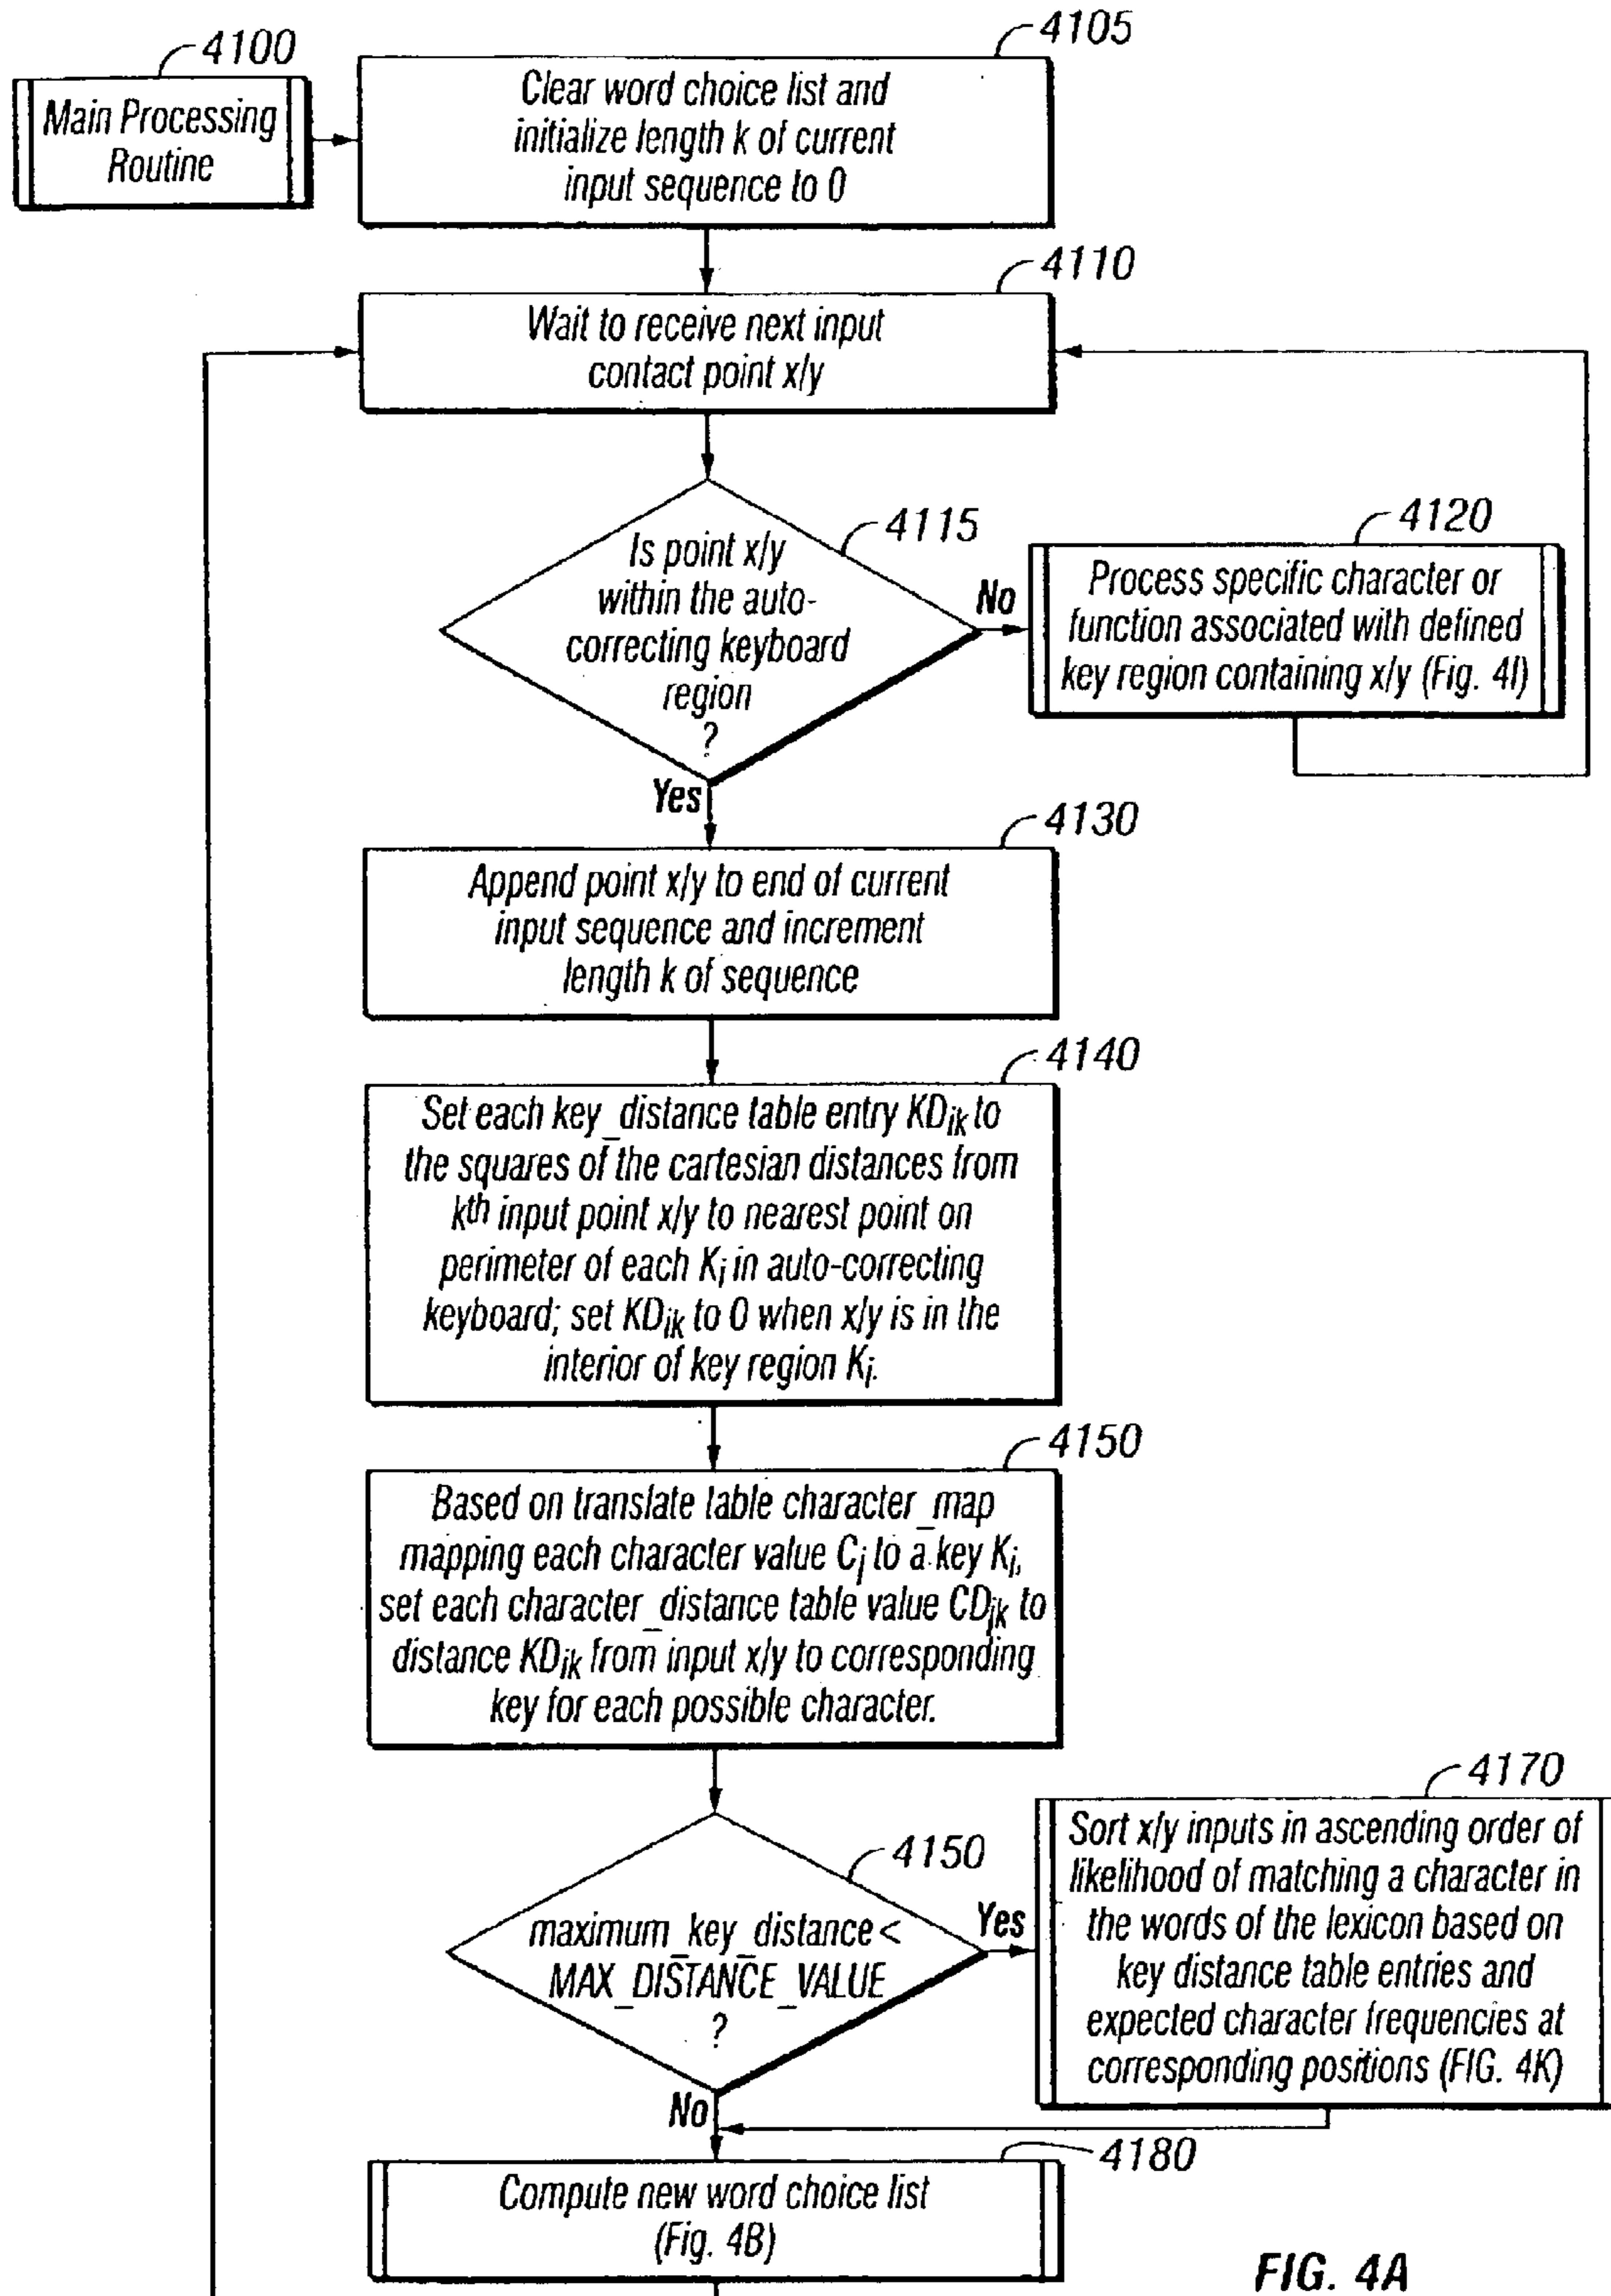 4100
Main Processing
Routine
4105
Clear word choice list and
initialize length k of current
input sequence to 0
4110
Wait to receive next input
contact point x/y
4115
Is point x/y
within the auto-
correcting keyboard
region
?
No
4120
Process specific character or
function associated with defined
key region containing x/y (Fig. 4I)
Yes
4130
Append point x/y to end of current
input sequence and increment
length k of sequence
4140
Set each key_distance table entry KDik to
the squares of the cartesian distances from
kth input point x/y to nearest point on
perimeter of each Ki in auto-correcting
keyboard; set KDik to 0 when x/y is in the
interior of key region Ki.
4150
Based on translate table character_map
mapping each character value Cj to a key Ki,
set each character_distance table value CDjk to
distance KDik from input x/y to corresponding
key for each possible character.
4150
maximum_key_distance <
MAX_DISTANCE_VALUE
?
Yes
4170
Sort x/y inputs in ascending order of
likelihood of matching a character in
the words of the lexicon based on
key distance table entries and
expected character frequencies at
corresponding positions (FIG. 4K)
No
4180
Compute new word choice list
(Fig. 4B)
FIG. 4A